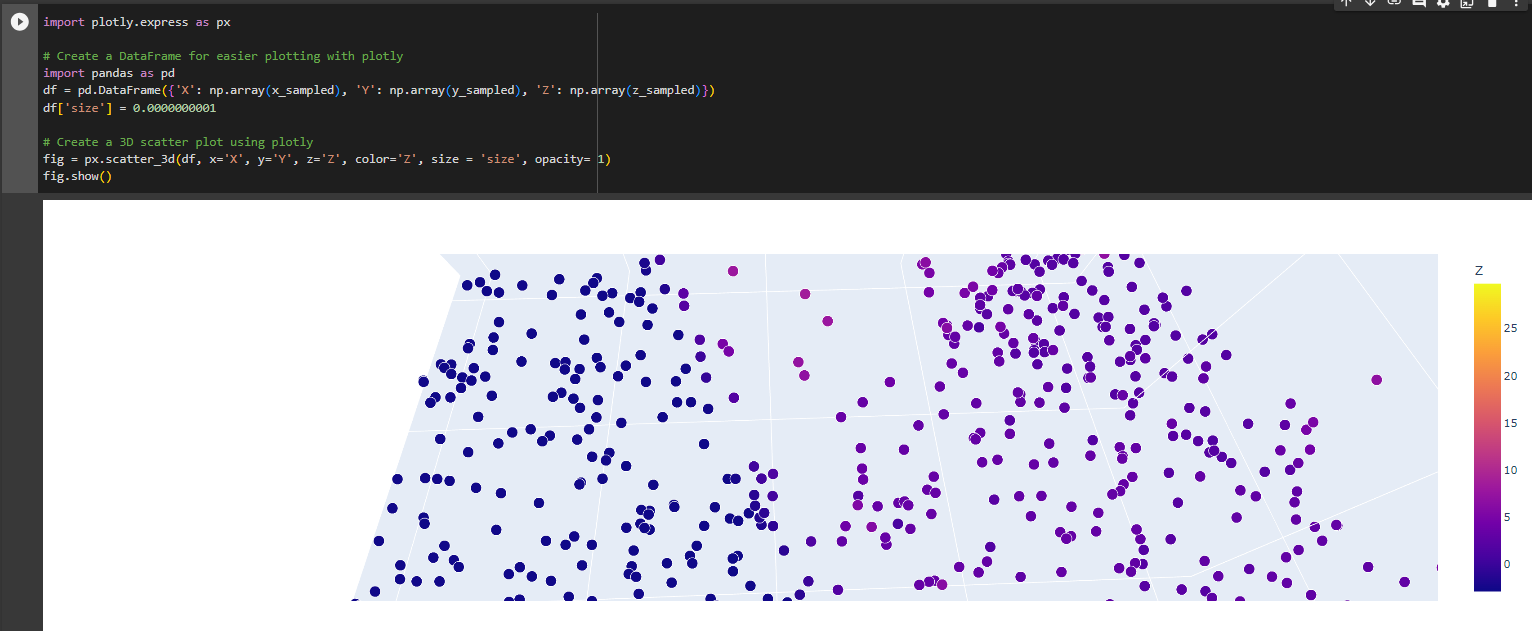 import plotly.express as px
# Create a DataFrame for easier plotting with plotly
import pandas as pd
df = pd.DataFrame({'X': np.array(x_sampled), 'Y': np.array(y_sampled), 'Z': np.array(z_sampled)})
df['size'] = 0.0000000001
# Create a 3D scatter plot using plotly
fig = px.scatter_3d(df, x='X', y='Y', z='Z', color='Z', size = 'size', opacity= 1)
fig.show()
Z
25
20
15
10
5
0